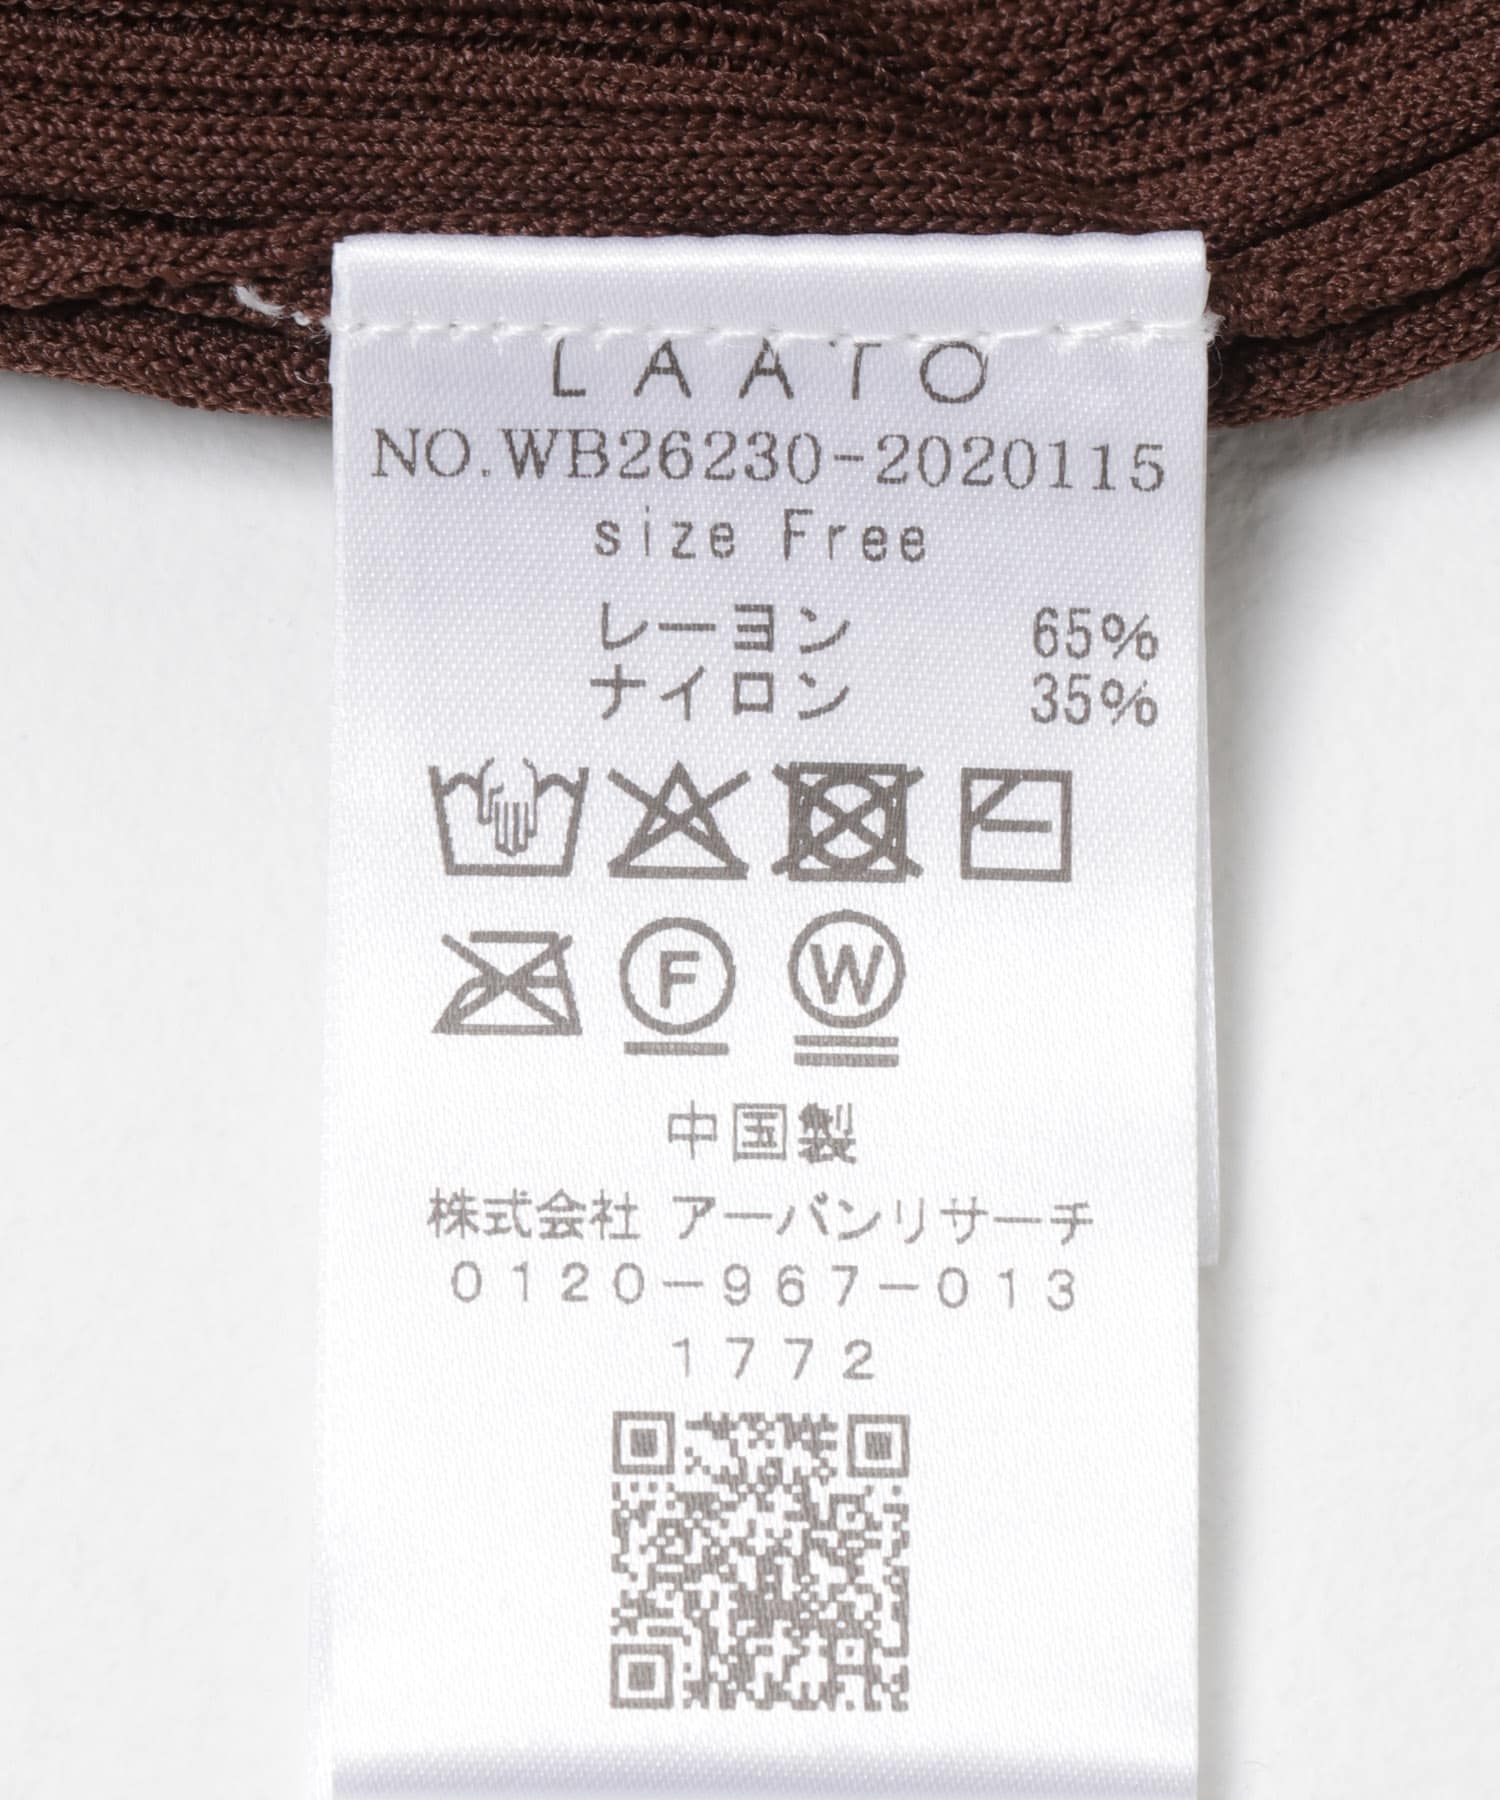 LAATO
NO.WB26230-2020115
size Free
レーヨン 65%
ナイロン 35%
F W
中国製
株式会社 アーバンリサーチ
0120-967-013
1772